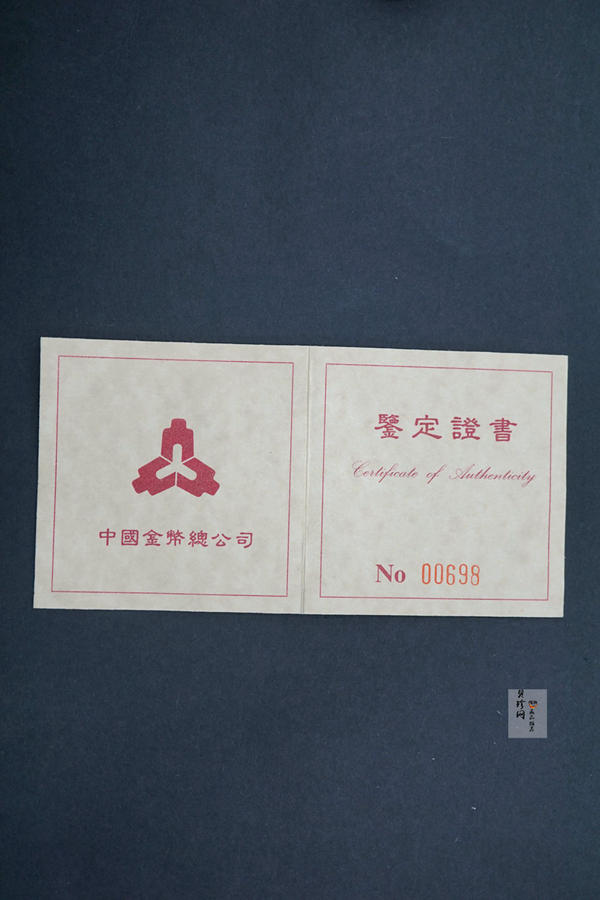 中國金幣總公司
鑒定證書
Certificate of Authenticity
No 00698